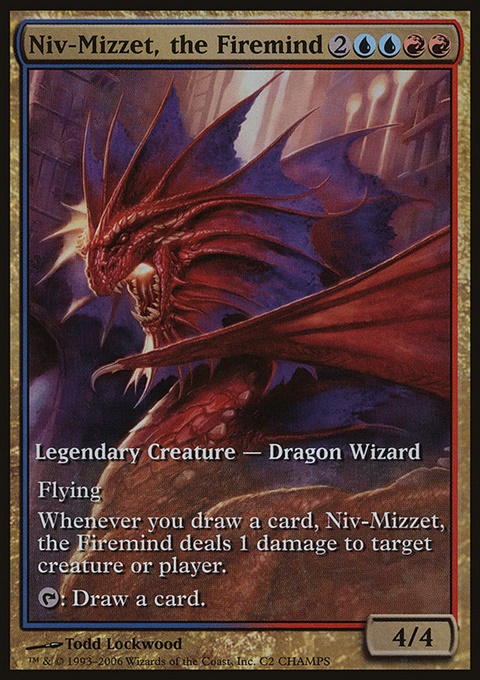 Niv-Mizzet, the Firemind 2
Legendary Creature — Dragon Wizard
Flying
Whenever you draw a card, Niv-Mizzet,
the Firemind deals 1 damage to target
creature or player.
: Draw a card.
Todd Lockwood
4/4
™ & © 1993–2006 Wizards of the Coast, Inc. C2 CHAMPS